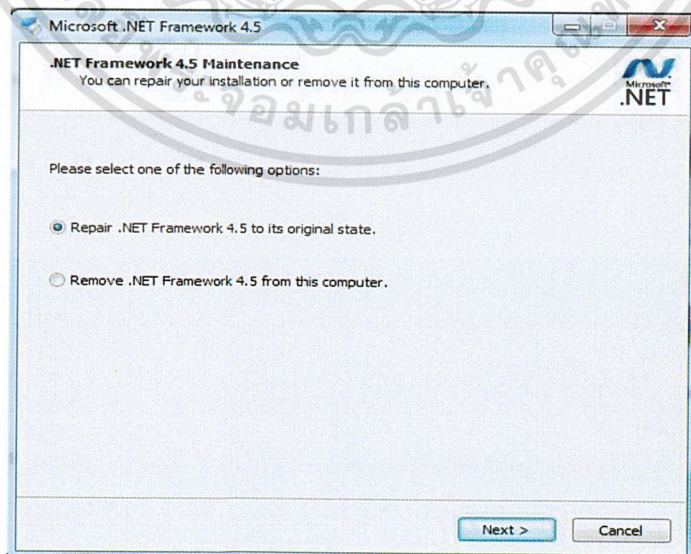 Microsoft .NET Framework 4.5
.NET Framework 4.5 Maintenance
You can repair your installation or remove it from this computer.
Microsoft®
.NET
Please select one of the following options:
Repair .NET Framework 4.5 to its original state.
Remove .NET Framework 4.5 from this computer.
Next >
Cancel